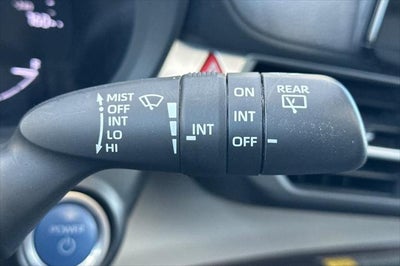 MIST
OFF
INT
LO
HI
INT
ON
INT
OFF
REAR
POWER